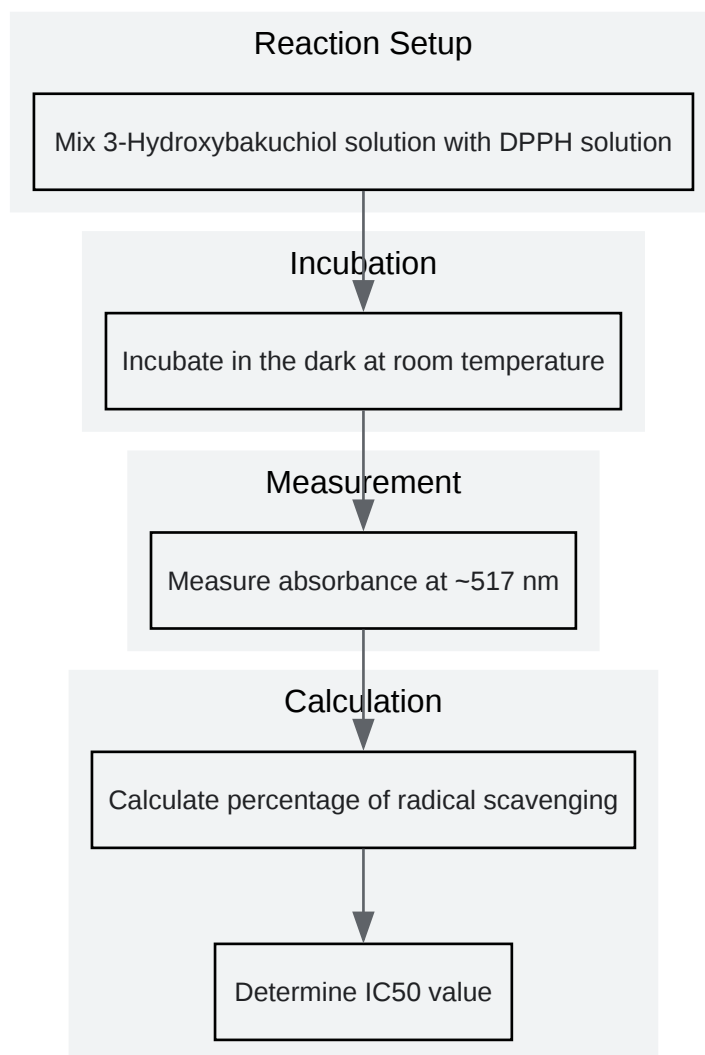 Reaction Setup
Mix 3-Hydroxybakuchiol solution with DPPH solution
Incubation
Incubate in the dark at room temperature
Measurement
Measure absorbance at ~517 nm
Calculation
Calculate percentage of radical scavenging
Determine IC50 value